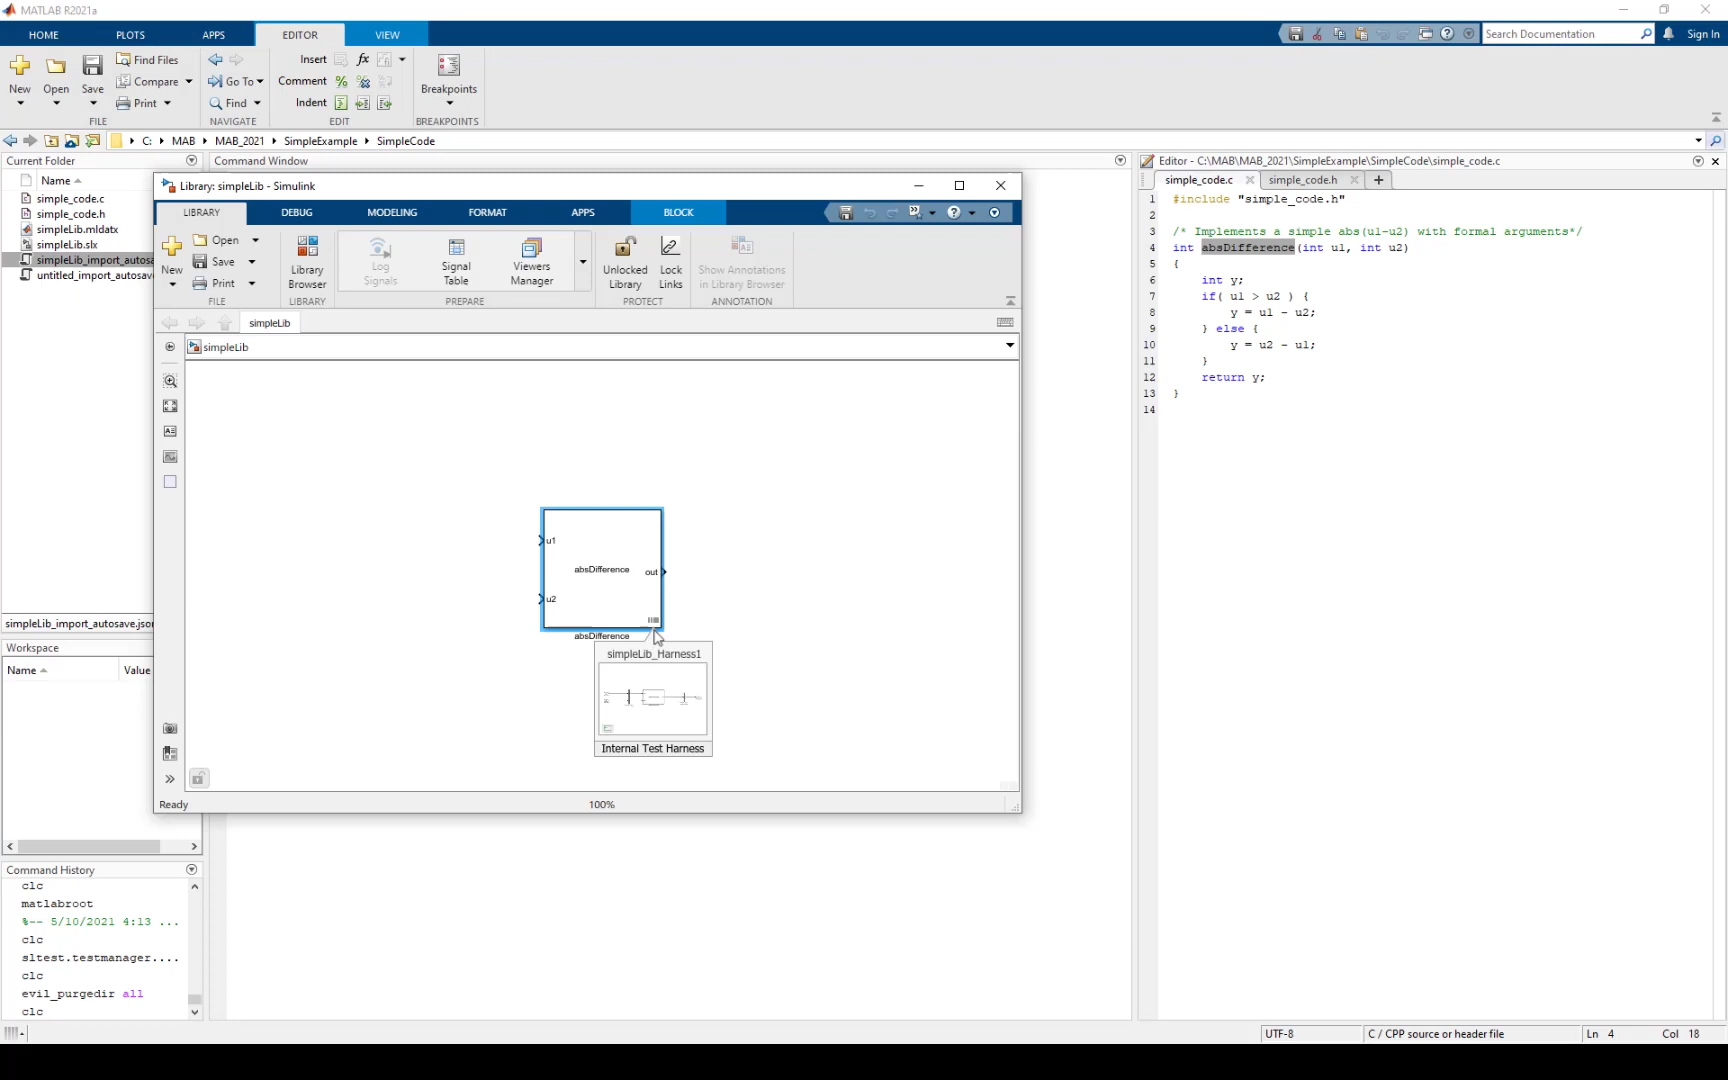 MATLAB R2021a
HOME PLOTS APPS EDITOR VIEW
Search Documentation Sign In
New Open Save
Find Files
Compare
Print
FILE
Go To
Find
NAVIGATE
Insert fx
Comment
Indent
EDIT
Breakpoints
BREAKPOINTS
C: MAB MAB_2021 SimpleExample SimpleCode
Current Folder
Name
simple_code.c
simple_code.h
simpleLib.mldatx
simpleLib.slx
simpleLib_import_autosa
untitled_import_autosav
simpleLib_import_autosave.json
Workspace
Name Value
Command History
clc
matlabroot
%-- 5/10/2021 4:13 ...
clc
sltest.testmanager....
clc
evil_purgedir all
clc
Command Window
Library: simpleLib - Simulink
LIBRARY DEBUG MODELING FORMAT APPS BLOCK
New
Open
Save
Print
FILE
Library Browser
LIBRARY
Log Signals
Signal Table
Viewers Manager
PREPARE
Unlocked Library
Lock Links
PROTECT
Show Annotations in Library Browser
ANNOTATION
simpleLib
simpleLib
u1
absDifference
out
u2
absDifference
simpleLib_Harness1
Internal Test Harness
Ready 100%
Editor - C:\MAB\MAB_2021\SimpleExample\SimpleCode\simple_code.c
simple_code.c simple_code.h
1 #include "simple_code.h"
2
3 /* Implements a simple abs(u1-u2) with formal arguments*/
4 int absDifference(int u1, int u2)
5 {
6 int y;
7 if( u1 > u2 ) {
8 y = u1 - u2;
9 } else {
10 y = u2 - u1;
11 }
12 return y;
13 }
14
UTF-8 C / CPP source or header file Ln 4 Col 18